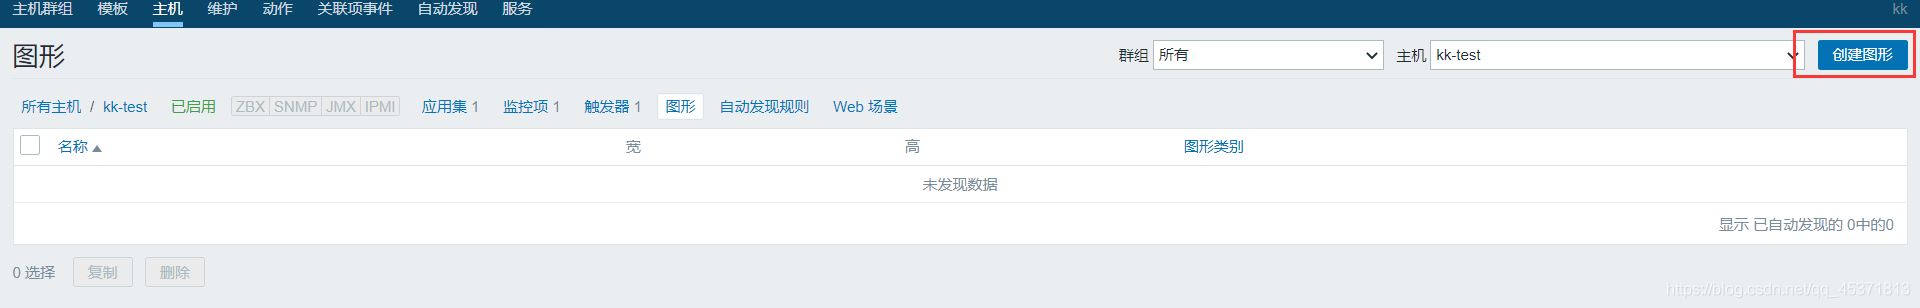 主机群组 模板 主机 维护 动作 关联项事件 自动发现 服务 kk
图形 群组 所有 主机 kk-test 创建图形
所有主机 / kk-test 已启用 ZBX SNMP JMX IPMI 应用集 1 监控项 1 触发器 1 图形 自动发现规则 Web 场景
名称 宽 高 图形类别
未发现数据
显示 已自动发现的 0中的0
0 选择 复制 删除
https://blog.csdn.net/qq_45371813